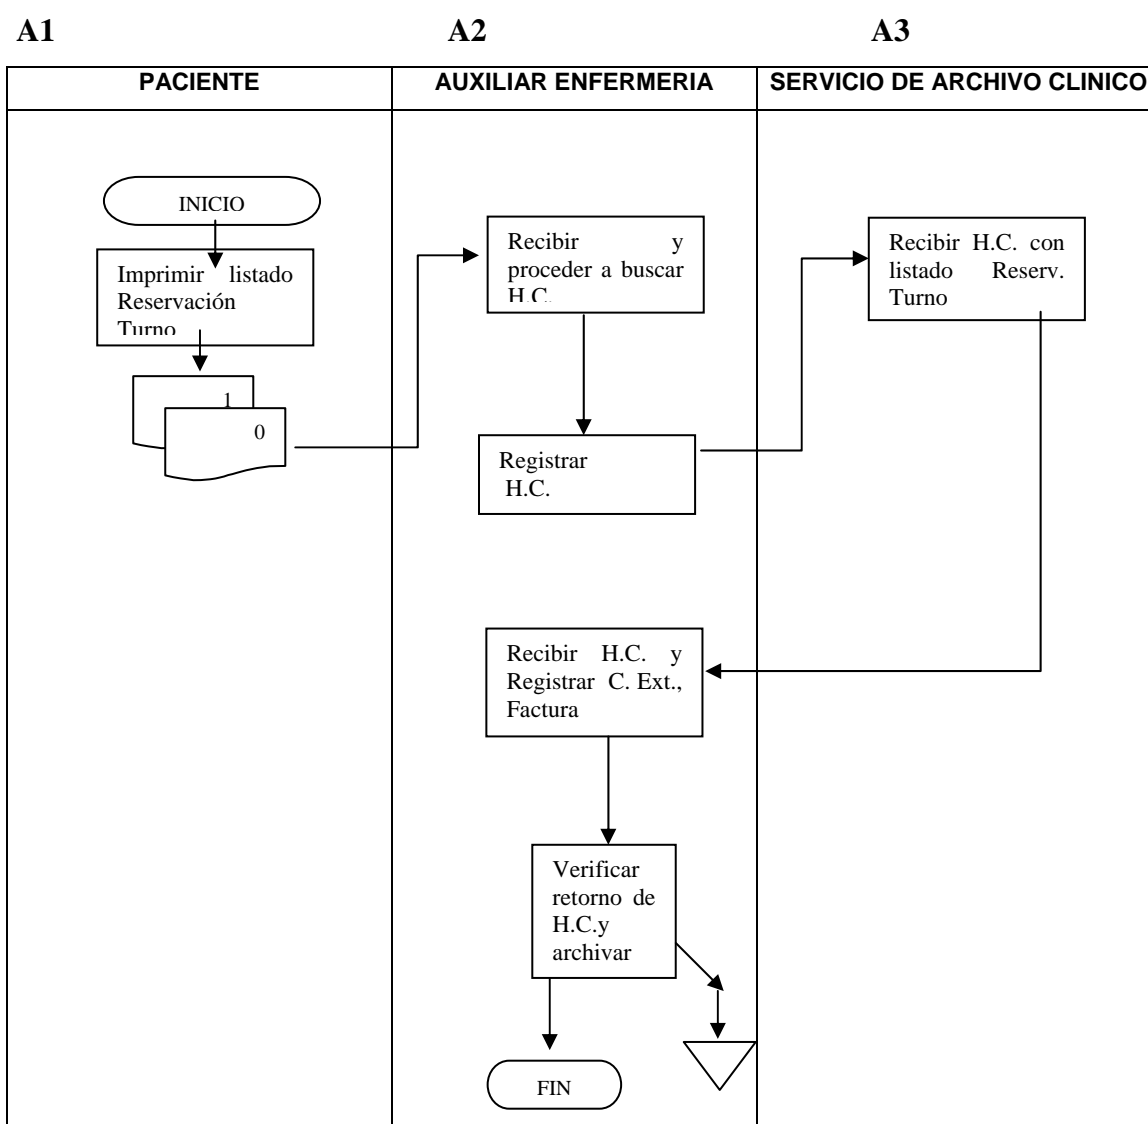 A1 A2 A3
PACIENTE AUXILIAR ENFERMERIA SERVICIO DE ARCHIVO CLINICO
INICIO
Imprimir listado
Reservación
Turno
1
0
Recibir y
proceder a buscar
H.C.
Registrar
H.C.
Recibir H.C. con
listado Reserv.
Turno
Recibir H.C. y
Registrar C. Ext.,
Factura
Verificar
retorno de
H.C.y
archivar
FIN